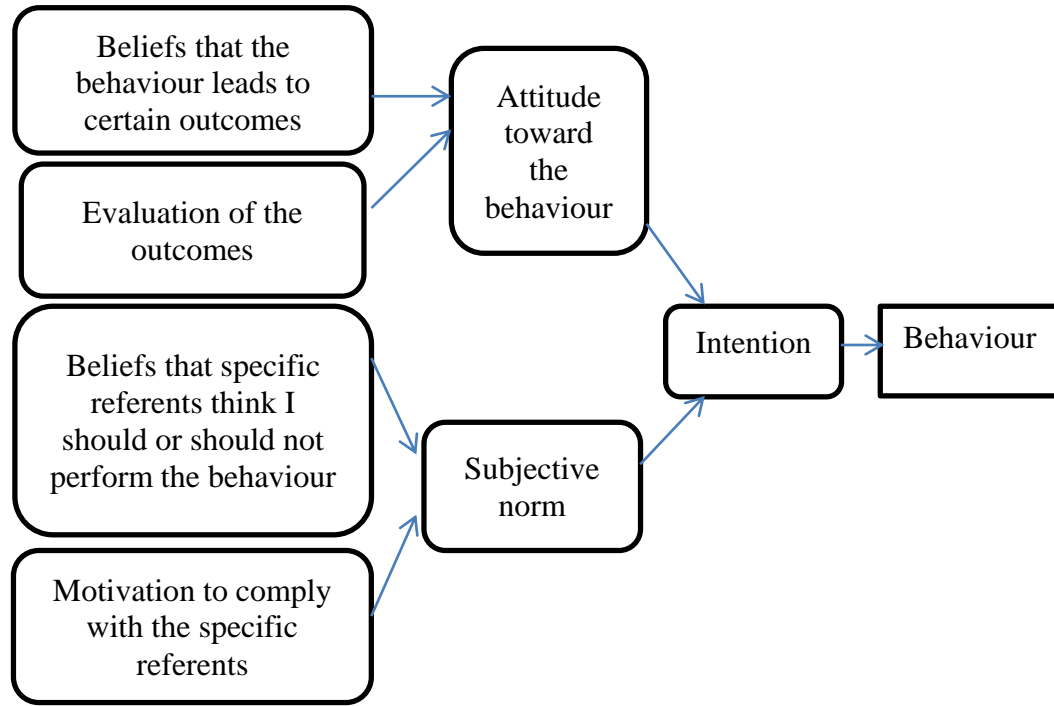 Beliefs that the
behaviour leads to
certain outcomes
Evaluation of the
outcomes
Beliefs that specific
referents think I
should or should not
perform the behaviour
Motivation to comply
with the specific
referents
Attitude
toward
the
behaviour
Subjective
norm
Intention
Behaviour